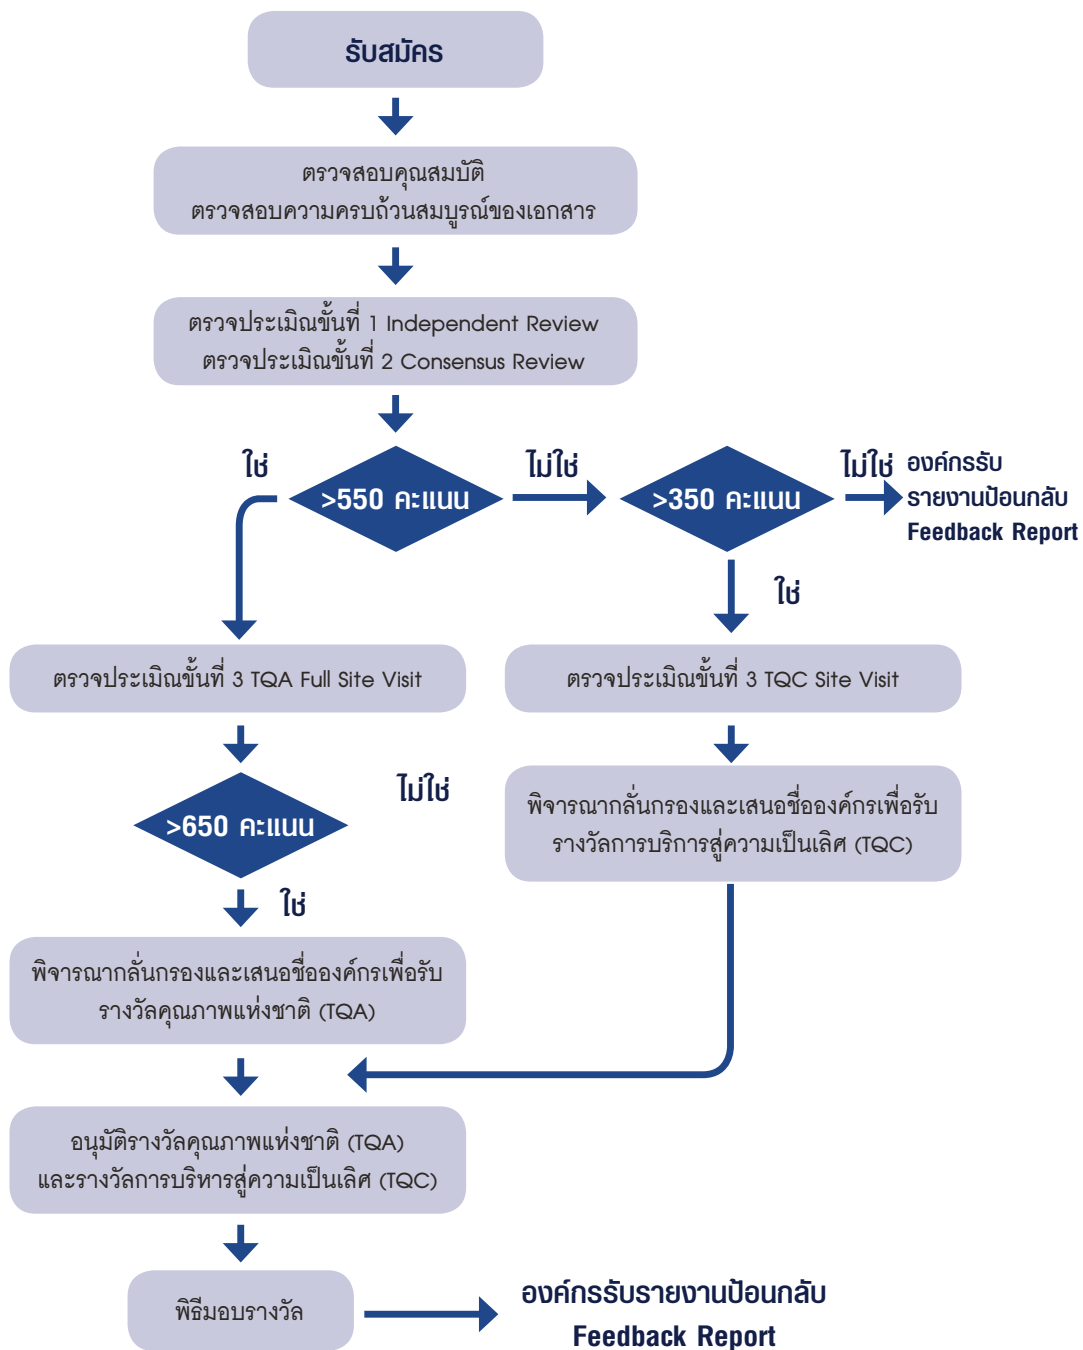 รับสมัคร
ตรวจสอบคุณสมบัติ
ตรวจสอบความครบถ้วนสมบูรณ์ของเอกสาร
ตรวจประเมิณขั้นที่ 1 Independent Review
ตรวจประเมิณขั้นที่ 2 Consensus Review
ใช่
>550 คะแนน
ไม่ใช่
>350 คะแนน
ไม่ใช่
องค์กรรับ
รายงานป้อนกลับ
Feedback Report
ใช่
ตรวจประเมิณขั้นที่ 3 TQA Full Site Visit
ตรวจประเมิณขั้นที่ 3 TQC Site Visit
>650 คะแนน
ไม่ใช่
พิจารณากลั่นกรองและเสนอชื่อองค์กรเพื่อรับ
รางวัลการบริการสู่ความเป็นเลิศ (TQC)
ใช่
พิจารณากลั่นกรองและเสนอชื่อองค์กรเพื่อรับ
รางวัลคุณภาพแห่งชาติ (TQA)
อนุมัติรางวัลคุณภาพแห่งชาติ (TQA)
และรางวัลการบริหารสู่ความเป็นเลิศ (TQC)
พิธีมอบรางวัล
องค์กรรับรายงานป้อนกลับ
Feedback Report